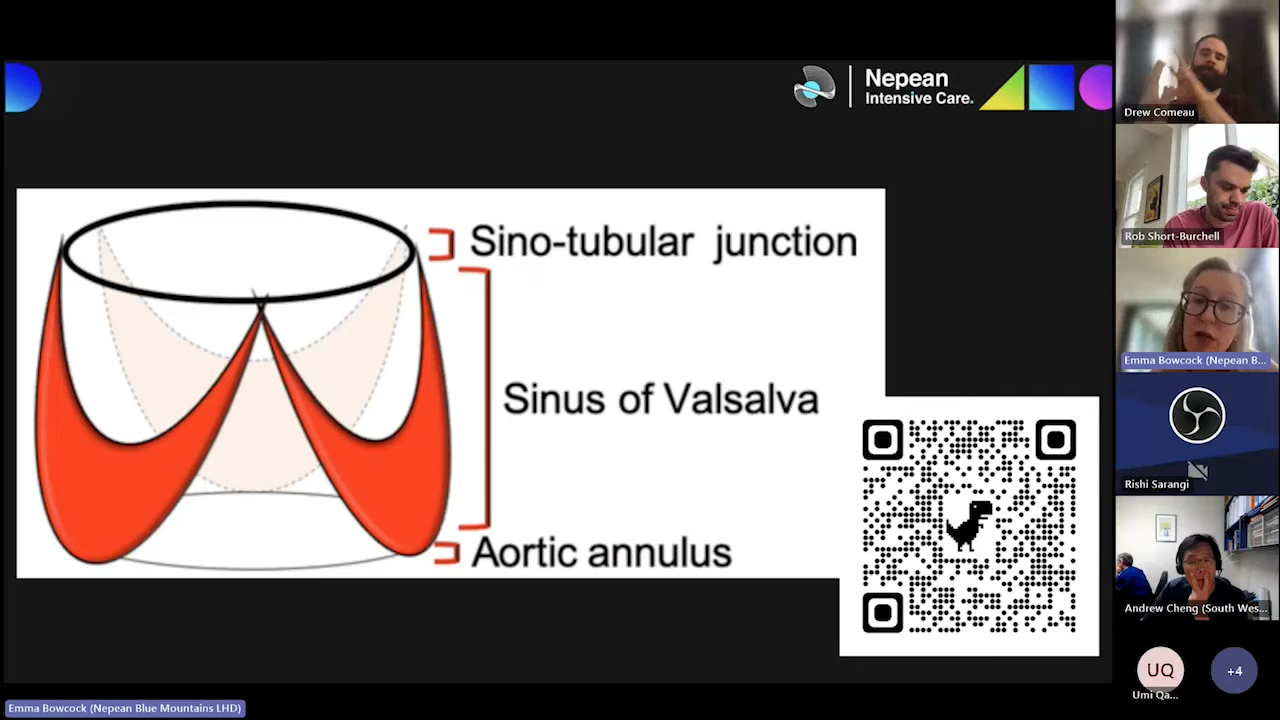 Nepean
Intensive Care.
Sino-tubular junction
Sinus of Valsalva
Aortic annulus
Drew Comeau
Rob Short-Burchell
Emma Bowcock (Nepean B...
Rishi Sarangi
Andrew Cheng (South Wes...
UQ
+4
Umi Qa...
Emma Bowcock (Nepean Blue Mountains LHD)